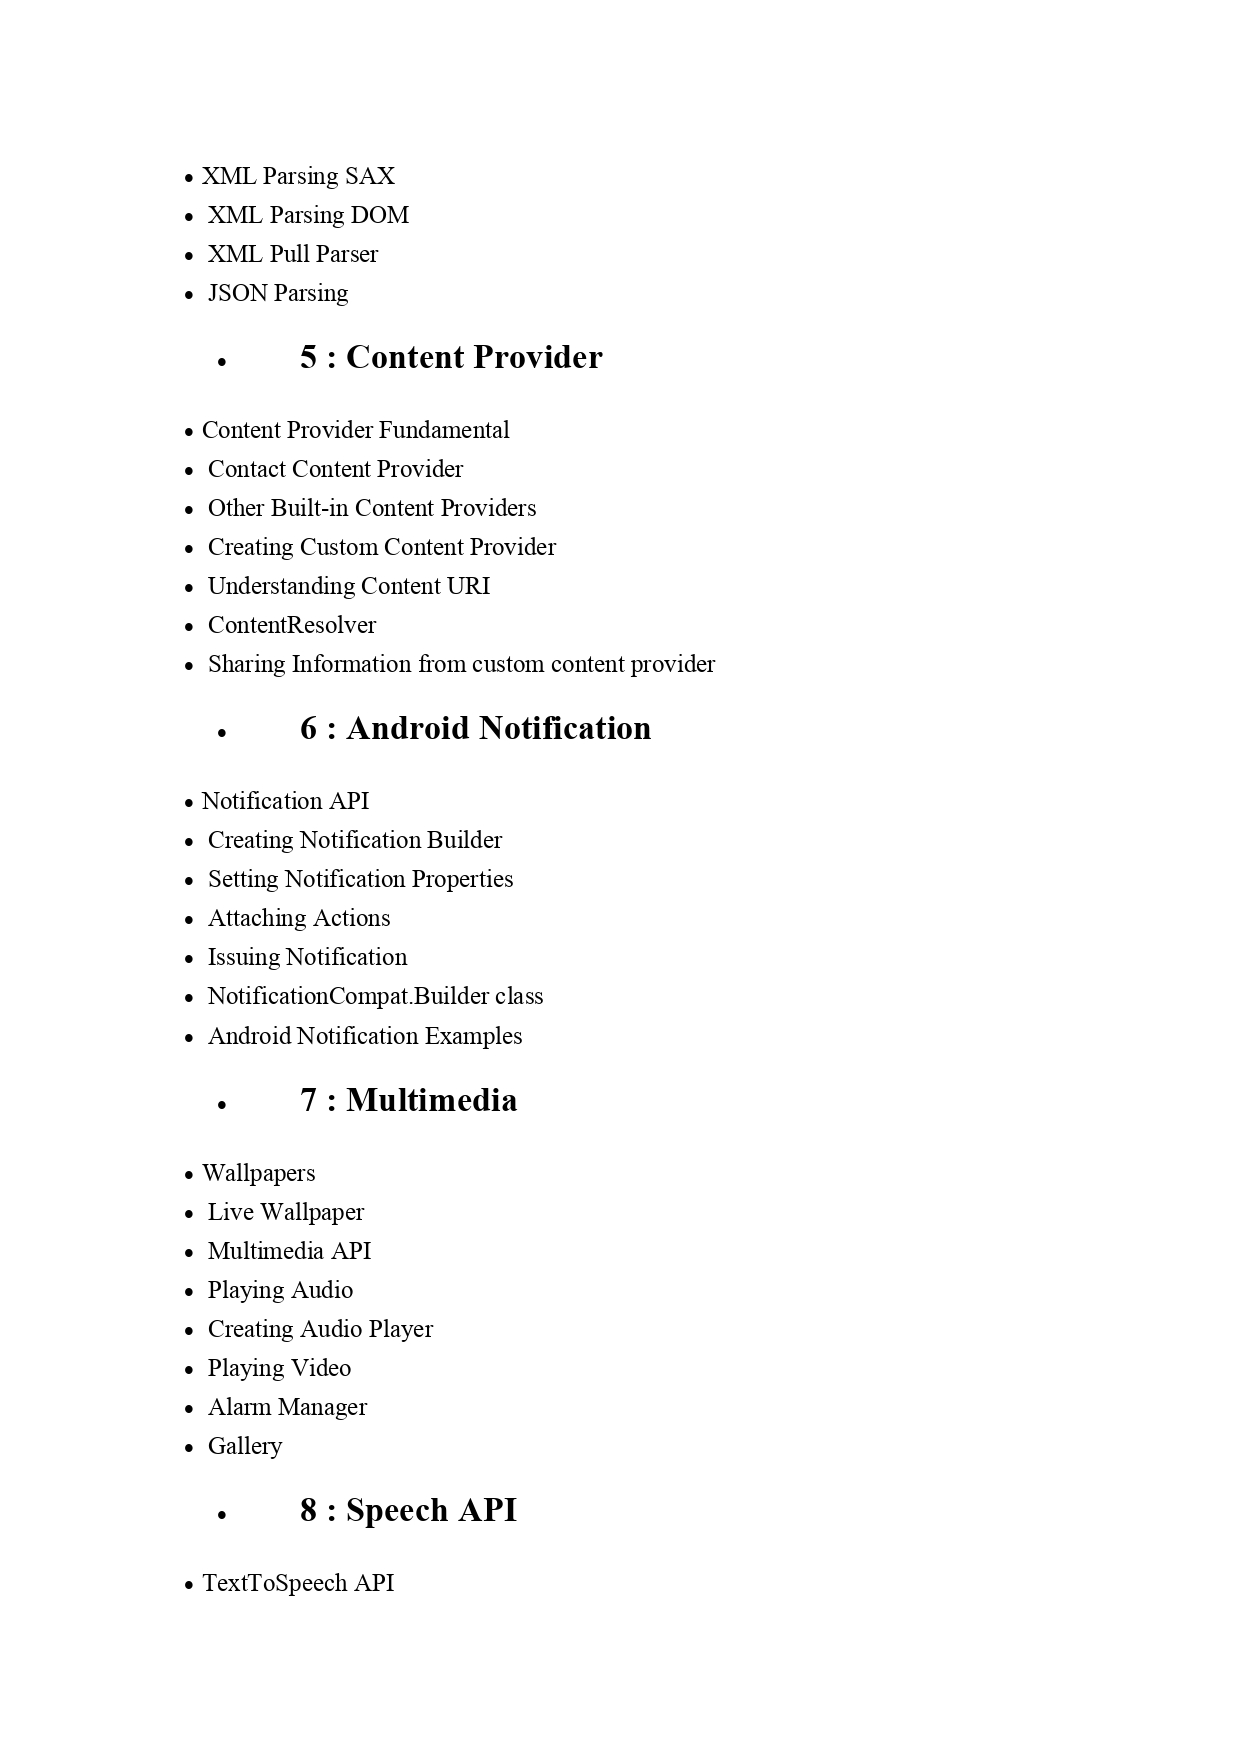 • XML Parsing SAX
• XML Parsing DOM
• XML Pull Parser
• JSON Parsing
• 5 : Content Provider
• Content Provider Fundamental
• Contact Content Provider
• Other Built-in Content Providers
• Creating Custom Content Provider
• Understanding Content URI
• ContentResolver
• Sharing Information from custom content provider
• 6 : Android Notification
• Notification API
• Creating Notification Builder
• Setting Notification Properties
• Attaching Actions
• Issuing Notification
• NotificationCompat.Builder class
• Android Notification Examples
• 7 : Multimedia
• Wallpapers
• Live Wallpaper
• Multimedia API
• Playing Audio
• Creating Audio Player
• Playing Video
• Alarm Manager
• Gallery
• 8 : Speech API
• TextToSpeech API